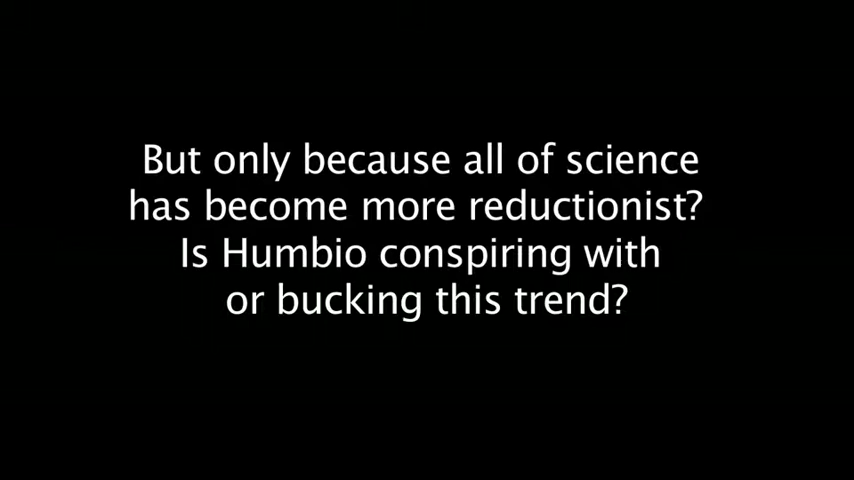 But only because all of science
has become more reductionist?
Is Humbio conspiring with
or bucking this trend?